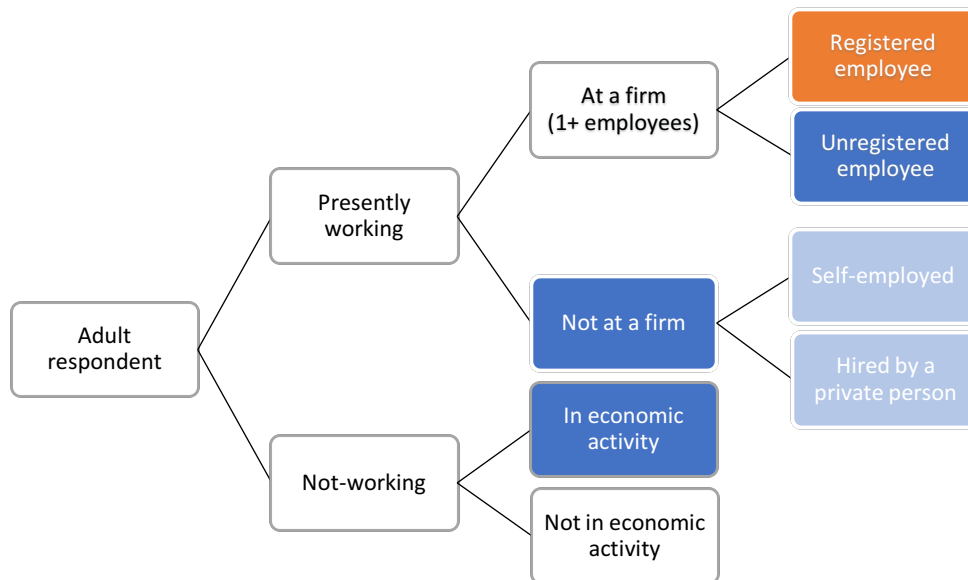 Adult
respondent
Presently
working
Not-working
At a firm
(1+ employees)
Not at a firm
In economic
activity
Not in economic
activity
Registered
employee
Unregistered
employee
Self-employed
Hired by a
private person